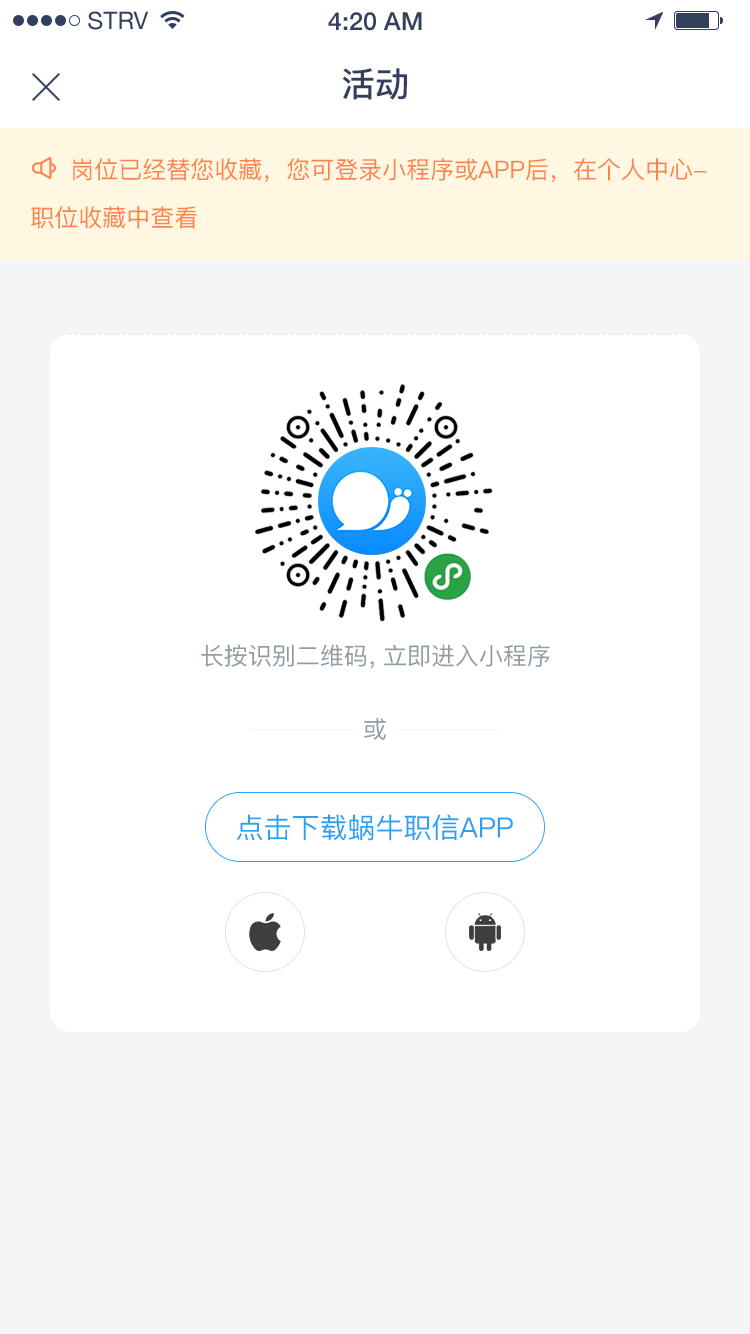 STRV
4:20 AM
活动
岗位已经替您收藏，您可登录小程序或APP后，在个人中心-
职位收藏中查看
长按识别二维码, 立即进入小程序
或
点击下载蜗牛职信APP